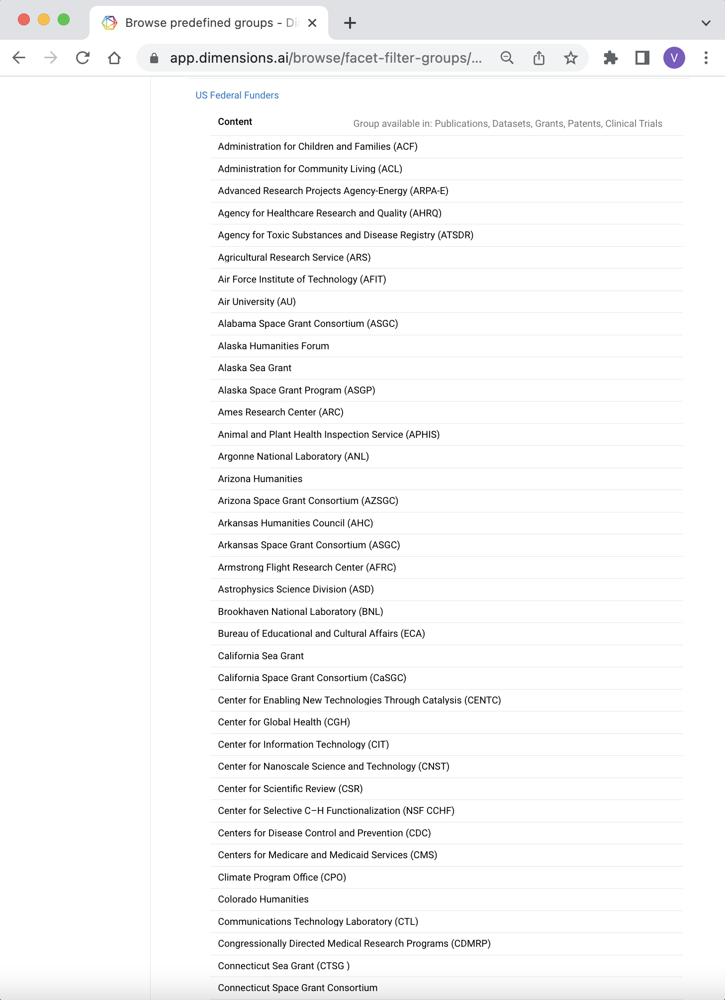 Browse predefined groups - Di
app.dimensions.ai/browse/facet-filter-groups/...
V
US Federal Funders
Content
Group available in: Publications, Datasets, Grants, Patents, Clinical Trials
Administration for Children and Families (ACF)
Administration for Community Living (ACL)
Advanced Research Projects Agency-Energy (ARPA-E)
Agency for Healthcare Research and Quality (AHRQ)
Agency for Toxic Substances and Disease Registry (ATSDR)
Agricultural Research Service (ARS)
Air Force Institute of Technology (AFIT)
Air University (AU)
Alabama Space Grant Consortium (ASGC)
Alaska Humanities Forum
Alaska Sea Grant
Alaska Space Grant Program (ASGP)
Ames Research Center (ARC)
Animal and Plant Health Inspection Service (APHIS)
Argonne National Laboratory (ANL)
Arizona Humanities
Arizona Space Grant Consortium (AZSGC)
Arkansas Humanities Council (AHC)
Arkansas Space Grant Consortium (ASGC)
Armstrong Flight Research Center (AFRC)
Astrophysics Science Division (ASD)
Brookhaven National Laboratory (BNL)
Bureau of Educational and Cultural Affairs (ECA)
California Sea Grant
California Space Grant Consortium (CaSGC)
Center for Enabling New Technologies Through Catalysis (CENTC)
Center for Global Health (CGH)
Center for Information Technology (CIT)
Center for Nanoscale Science and Technology (CNST)
Center for Scientific Review (CSR)
Center for Selective C–H Functionalization (NSF CCHF)
Centers for Disease Control and Prevention (CDC)
Centers for Medicare and Medicaid Services (CMS)
Climate Program Office (CPO)
Colorado Humanities
Communications Technology Laboratory (CTL)
Congressionally Directed Medical Research Programs (CDMRP)
Connecticut Sea Grant (CTSG )
Connecticut Space Grant Consortium